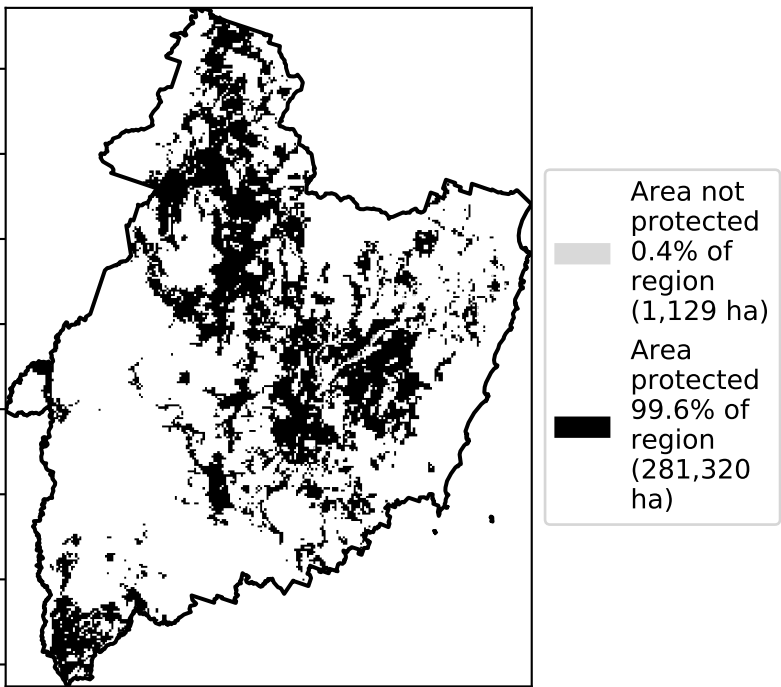 Area not
protected
0.4% of
region
(1,129 ha)
Area
protected
99.6% of
region
(281,320
ha)